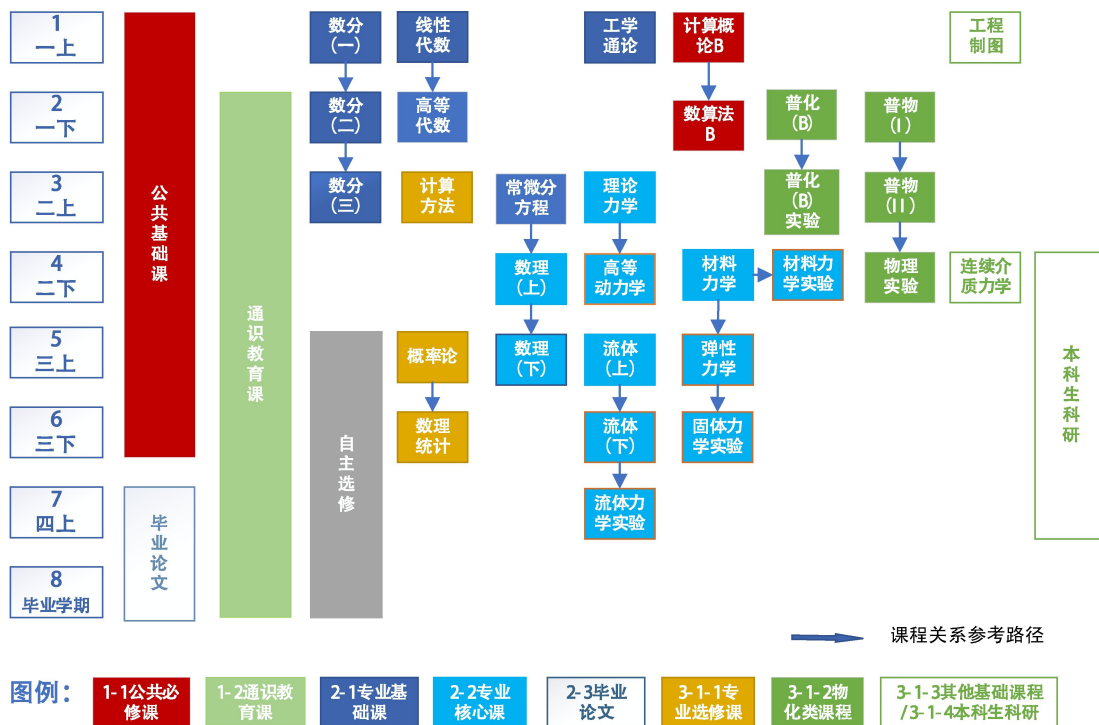 1
一上
数分
（一）
线性
代数
工学
通论
计算概
论B
工程
制图
2
一下
数分
（二）
高等
代数
数算法
B
普化
（B）
普物
（I）
3
二上
数分
（三）
计算
方法
常微分
方程
理论
力学
普化
（B）
实验
普物
（II）
公共基础课
4
二下
数理
（上）
高等
动力学
材料
力学
材料力
学实验
物理
实验
连续介
质力学
通识教育课
5
三上
概率论
数理
（下）
流体
（上）
弹性
力学
本科生科研
6
三下
数理
统计
流体
（下）
固体力
学实验
自主选修
7
四上
毕业论文
流体力
学实验
8
毕业学期
课程关系参考路径
图例：
1-1公共必
修课
1-2通识教
育课
2-1专业基
础课
2-2专业
核心课
2-3毕业
论文
3-1-1专
业选修课
3-1-2物
化类课程
3-1-3其他基础课程
/3-1-4本科生科研